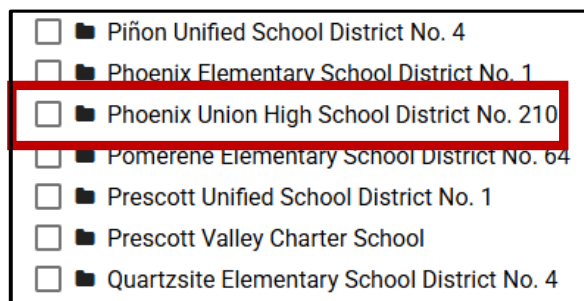 Piñon Unified School District No. 4
Phoenix Elementary School District No. 1
Phoenix Union High School District No. 210
Pomerene Elementary School District No. 64
Prescott Unified School District No. 1
Prescott Valley Charter School
Quartzsite Elementary School District No. 4